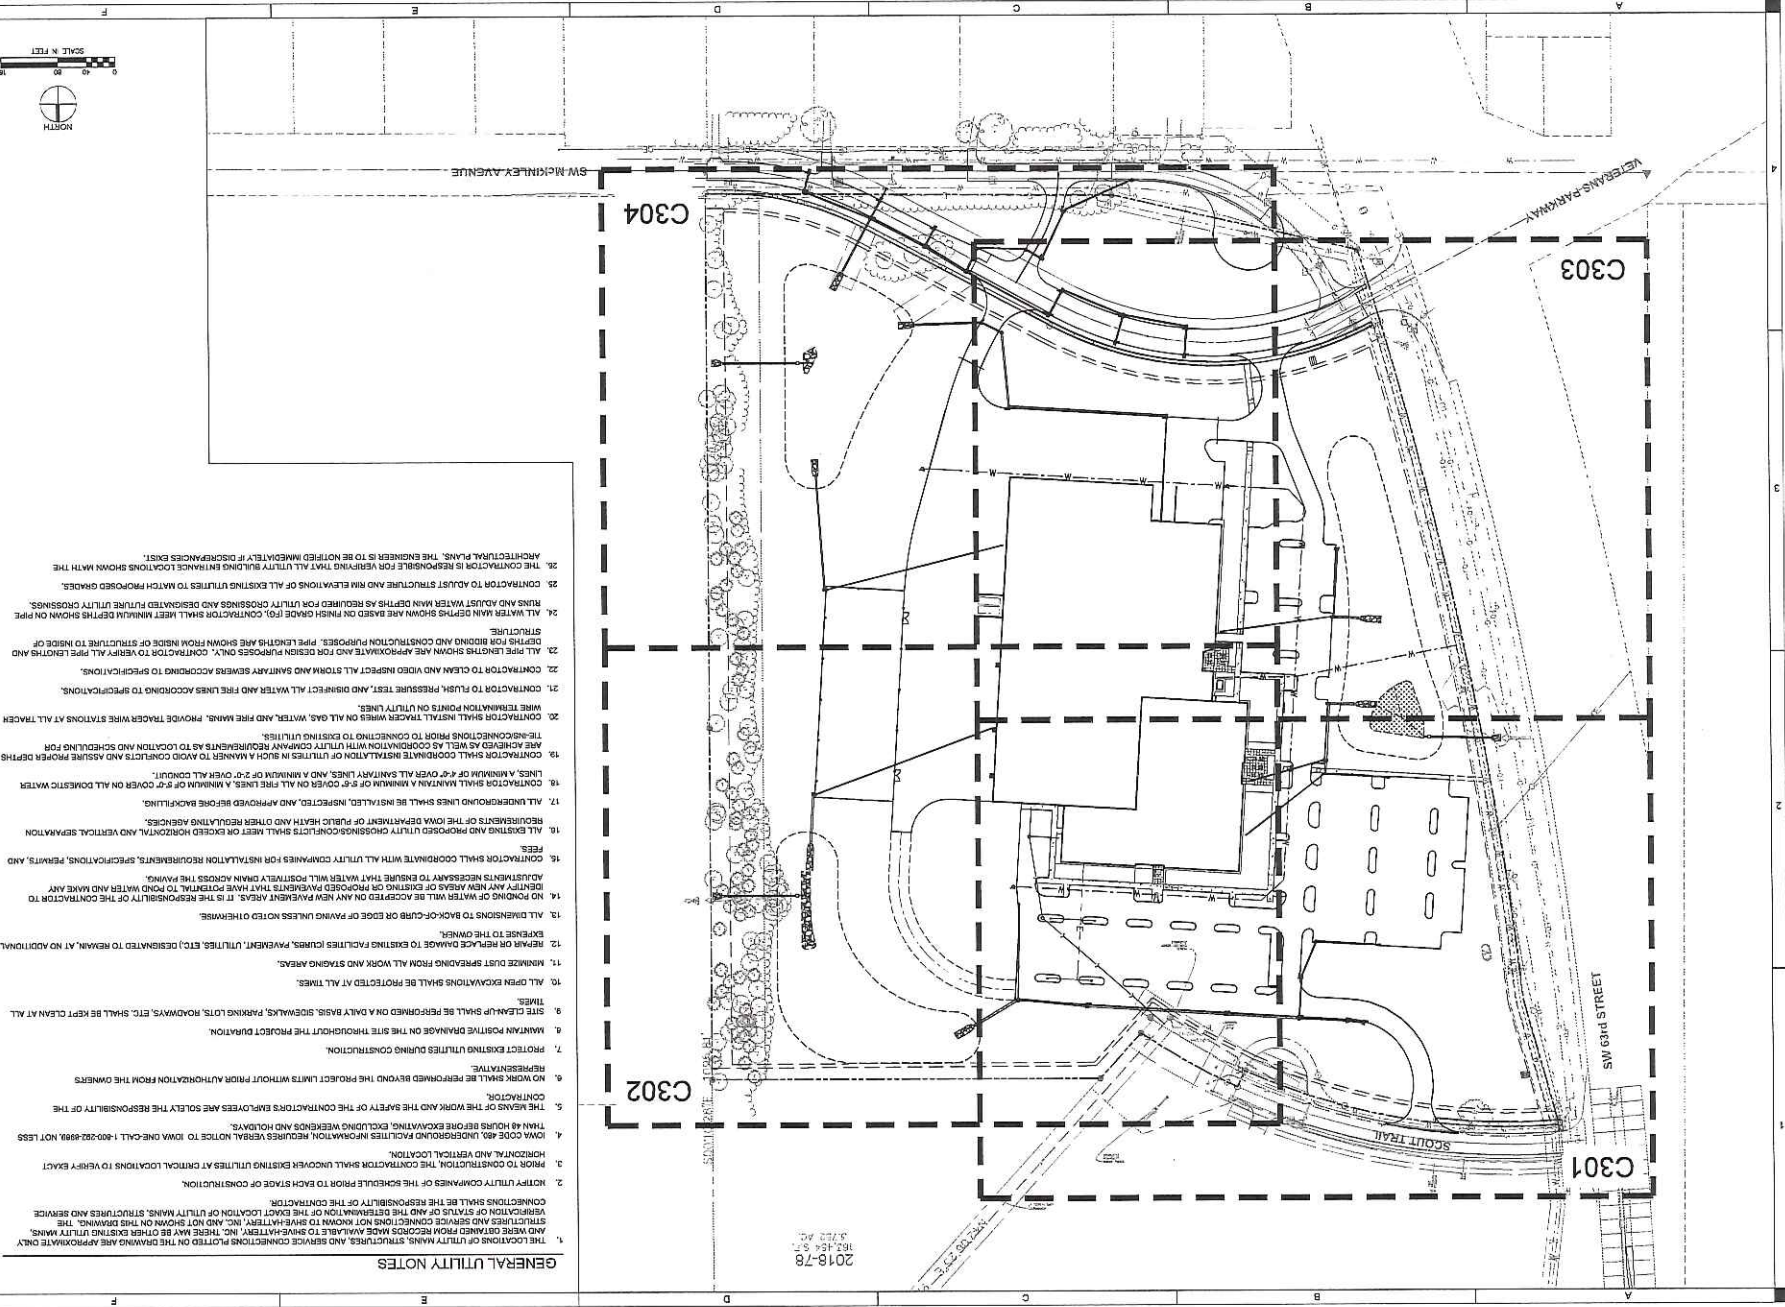 GENERAL UTILITY NOTES
1. THE LOCATIONS OF UTILITY MAINS, STRUCTURES, AND SERVICE CONNECTIONS PLOTTED ON THE DRAWING ARE APPROXIMATE ONLY
AND WERE OBTAINED FROM RECORDS MADE AVAILABLE TO SHIVE-HATTERY, INC. THERE MAY BE OTHER EXISTING UTILITY MAINS,
STRUCTURES AND SERVICE CONNECTIONS NOT KNOWN TO SHIVE-HATTERY, INC. AND NOT SHOWN ON THIS DRAWING. THE
VERIFICATION OF STATUS OF AND THE DETERMINATION OF THE EXACT LOCATION OF UTILITY MAINS, STRUCTURES AND SERVICE
CONNECTIONS SHALL BE THE RESPONSIBILITY OF THE CONTRACTOR.
2. NOTIFY UTILITY COMPANIES OF THE SCHEDULE PRIOR TO EACH STAGE OF CONSTRUCTION.
3. PRIOR TO CONSTRUCTION, THE CONTRACTOR SHALL UNCOVER EXISTING UTILITIES AT CRITICAL LOCATIONS TO VERIFY EXACT
HORIZONTAL AND VERTICAL LOCATION.
4. IOWA CODE 480, UNDERGROUND FACILITIES INFORMATION, REQUIRES VERBAL NOTICE TO IOWA ONE-CALL 1-800-292-8989, NOT LESS
THAN 48 HOURS BEFORE EXCAVATING, EXCLUDING WEEKENDS AND HOLIDAYS.
5. THE MEANS OF THE WORK AND THE SAFETY OF THE CONTRACTOR'S EMPLOYEES ARE SOLELY THE RESPONSIBILITY OF THE
CONTRACTOR.
6. NO WORK SHALL BE PERFORMED BEYOND THE PROJECT LIMITS WITHOUT PRIOR AUTHORIZATION FROM THE OWNERS
REPRESENTATIVE.
7. PROTECT EXISTING UTILITIES DURING CONSTRUCTION.
8. MAINTAIN POSITIVE DRAINAGE ON THE SITE THROUGHOUT THE PROJECT DURATION.
9. SITE CLEAN-UP SHALL BE PERFORMED ON A DAILY BASIS. SIDEWALKS, PARKING LOTS, ROADWAYS, ETC. SHALL BE KEPT CLEAN AT ALL
TIMES.
10. ALL OPEN EXCAVATIONS SHALL BE PROTECTED AT ALL TIMES.
11. MINIMIZE DUST SPREADING FROM ALL WORK AND STAGING AREAS.
12. REPAIR OR REPLACE DAMAGE TO EXISTING FACILITIES (CURBS, PAVEMENT, UTILITIES, ETC.) DESIGNATED TO REMAIN, AT NO ADDITIONAL
EXPENSE TO THE OWNER.
13. ALL DIMENSIONS TO BACK-OF-CURB OR EDGE OF PAVING UNLESS NOTED OTHERWISE.
14. NO PONDING OF WATER WILL BE ACCEPTED ON ANY NEW PAVEMENT AREAS. IT IS THE RESPONSIBILITY OF THE CONTRACTOR TO
IDENTIFY ANY NEW AREAS OF EXISTING OR PROPOSED PAVEMENTS THAT HAVE POTENTIAL TO POND WATER AND MAKE ANY
ADJUSTMENTS NECESSARY TO ENSURE THAT WATER WILL POSITIVELY DRAIN ACROSS THE PAVING.
15. CONTRACTOR SHALL COORDINATE WITH ALL UTILITY COMPANIES FOR INSTALLATION REQUIREMENTS, SPECIFICATIONS, PERMITS, AND
FEES.
16. ALL EXISTING AND PROPOSED UTILITY CROSSINGS/CONFLICTS SHALL MEET OR EXCEED HORIZONTAL AND VERTICAL SEPARATION
REQUIREMENTS OF THE IOWA DEPARTMENT OF PUBLIC HEATH AND OTHER REGULATING AGENCIES.
17. ALL UNDERGROUND LINES SHALL BE INSTALLED, INSPECTED, AND APPROVED BEFORE BACKFILLING.
18. CONTRACTOR SHALL MAINTAIN A MINIMUM OF 5'-6" COVER ON ALL FIRE LINES, A MINIMUM OF 5'-0" COVER ON ALL DOMESTIC WATER
LINES, A MINIMUM OF 4'-0" OVER ALL SANITARY LINES, AND A MINIMUM OF 2'-0" OVER ALL CONDUIT.
19. CONTRACTOR SHALL COORDINATE INSTALLATION OF UTILITIES IN SUCH A MANNER TO AVOID CONFLICTS AND ASSURE PROPER DEPTHS
ARE ACHIEVED AS WELL AS COORDINATION WITH UTILITY COMPANY REQUIREMENTS AS TO LOCATION AND SCHEDULING FOR
TIE-INS/CONNECTIONS PRIOR TO CONNECTING TO EXISTING UTILITIES.
20. CONTRACTOR SHALL INSTALL TRACER WIRES ON ALL GAS, WATER, AND FIRE MAINS. PROVIDE TRACER WIRE STATIONS AT ALL TRACER
WIRE TERMINATION POINTS ON UTILITY LINES.
21. CONTRACTOR TO FLUSH, PRESSURE TEST, AND DISINFECT ALL WATER AND FIRE LINES ACCORDING TO SPECIFICATIONS.
22. CONTRACTOR TO CLEAN AND VIDEO INSPECT ALL STORM AND SANITARY SEWERS ACCORDING TO SPECIFICATIONS.
23. ALL PIPE LENGTHS SHOWN ARE APPROXIMATE AND FOR DESIGN PURPOSES ONLY. CONTRACTOR TO VERIFY ALL PIPE LENGTHS AND
DEPTHS FOR BIDDING AND CONSTRUCTION PURPOSES. PIPE LENGTHS ARE SHOWN FROM INSIDE OF STRUCTURE TO INSIDE OF
STRUCTURE.
24. ALL WATER MAIN DEPTHS SHOWN ARE BASED ON FINISH GRADE (FG). CONTRACTOR SHALL MEET MINIMUM DEPTHS SHOWN ON PIPE
RUNS AND ADJUST WATER MAIN DEPTHS AS REQUIRED FOR UTILITY CROSSINGS AND DESIGNATED FUTURE UTILITY CROSSINGS.
25. CONTRACTOR TO ADJUST STRUCTURE AND RIM ELEVATIONS OF ALL EXISTING UTILITIES TO MATCH PROPOSED GRADES.
26. THE CONTRACTOR IS RESPONSIBLE FOR VERIFYING THAT ALL UTILITY BUILDING ENTRANCE LOCATIONS SHOWN MATH THE
ARCHITECTURAL PLANS. THE ENGINEER IS TO BE NOTIFIED IMMEDIATELY IF DISCREPANCIES EXIST.
A B C D E F
1
2
3
4
2018-78
163,454 S.F.
3.752 AC.
C301
C302
C303
C304
SCOUT TRAIL
SW 63rd STREET
VETERANS PARKWAY
SW McKINLEY AVENUE
NORTH
0 40 80
SCALE IN FEET
A B C D E F